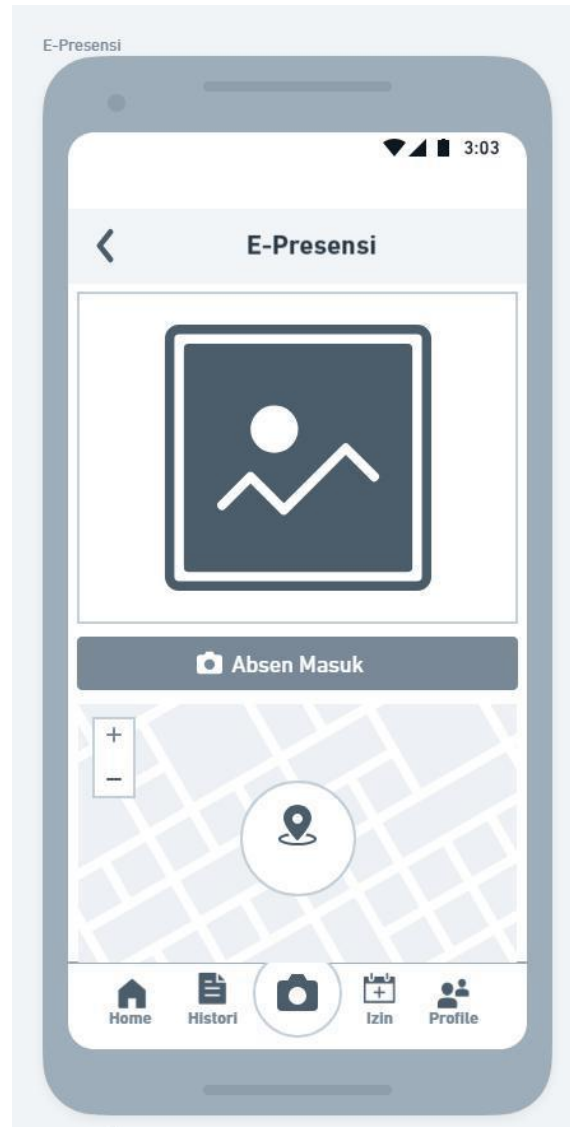 E-Presensi
3:03
E-Presensi
Absen Masuk
+
−
Home Histori Izin Profile